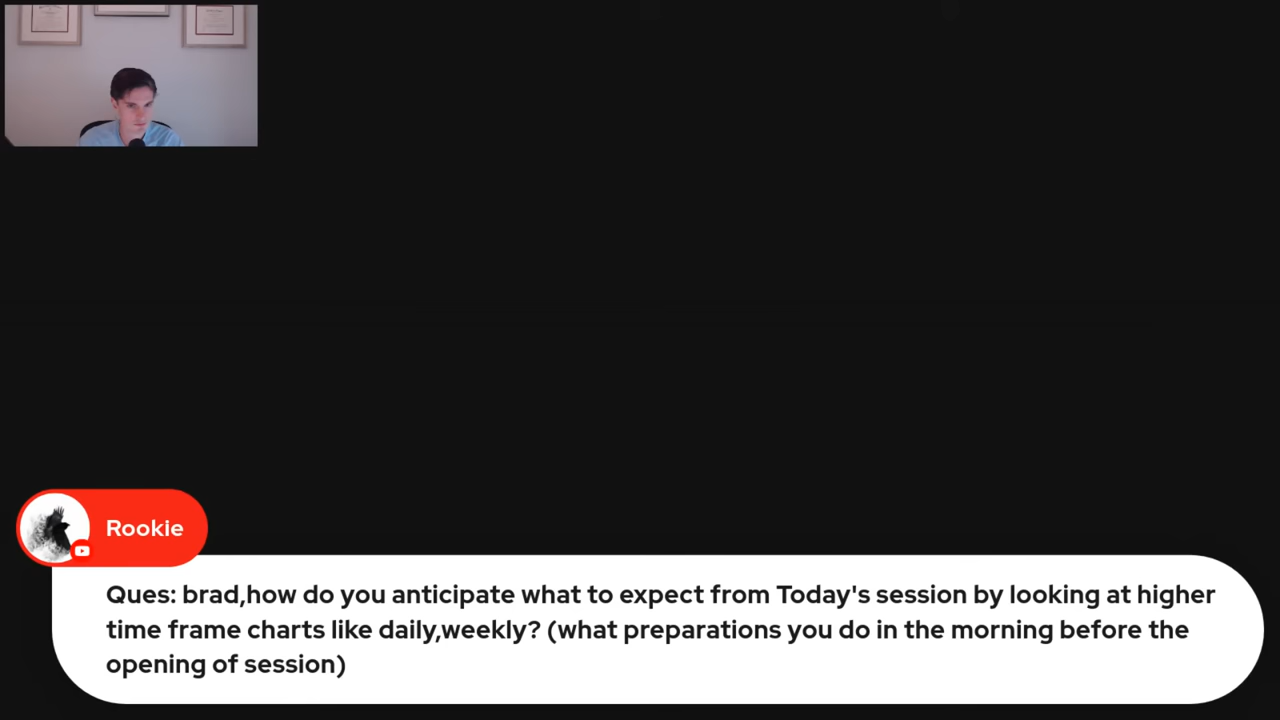 Rookie
Ques: brad,how do you anticipate what to expect from Today's session by looking at higher
time frame charts like daily,weekly? (what preparations you do in the morning before the
opening of session)